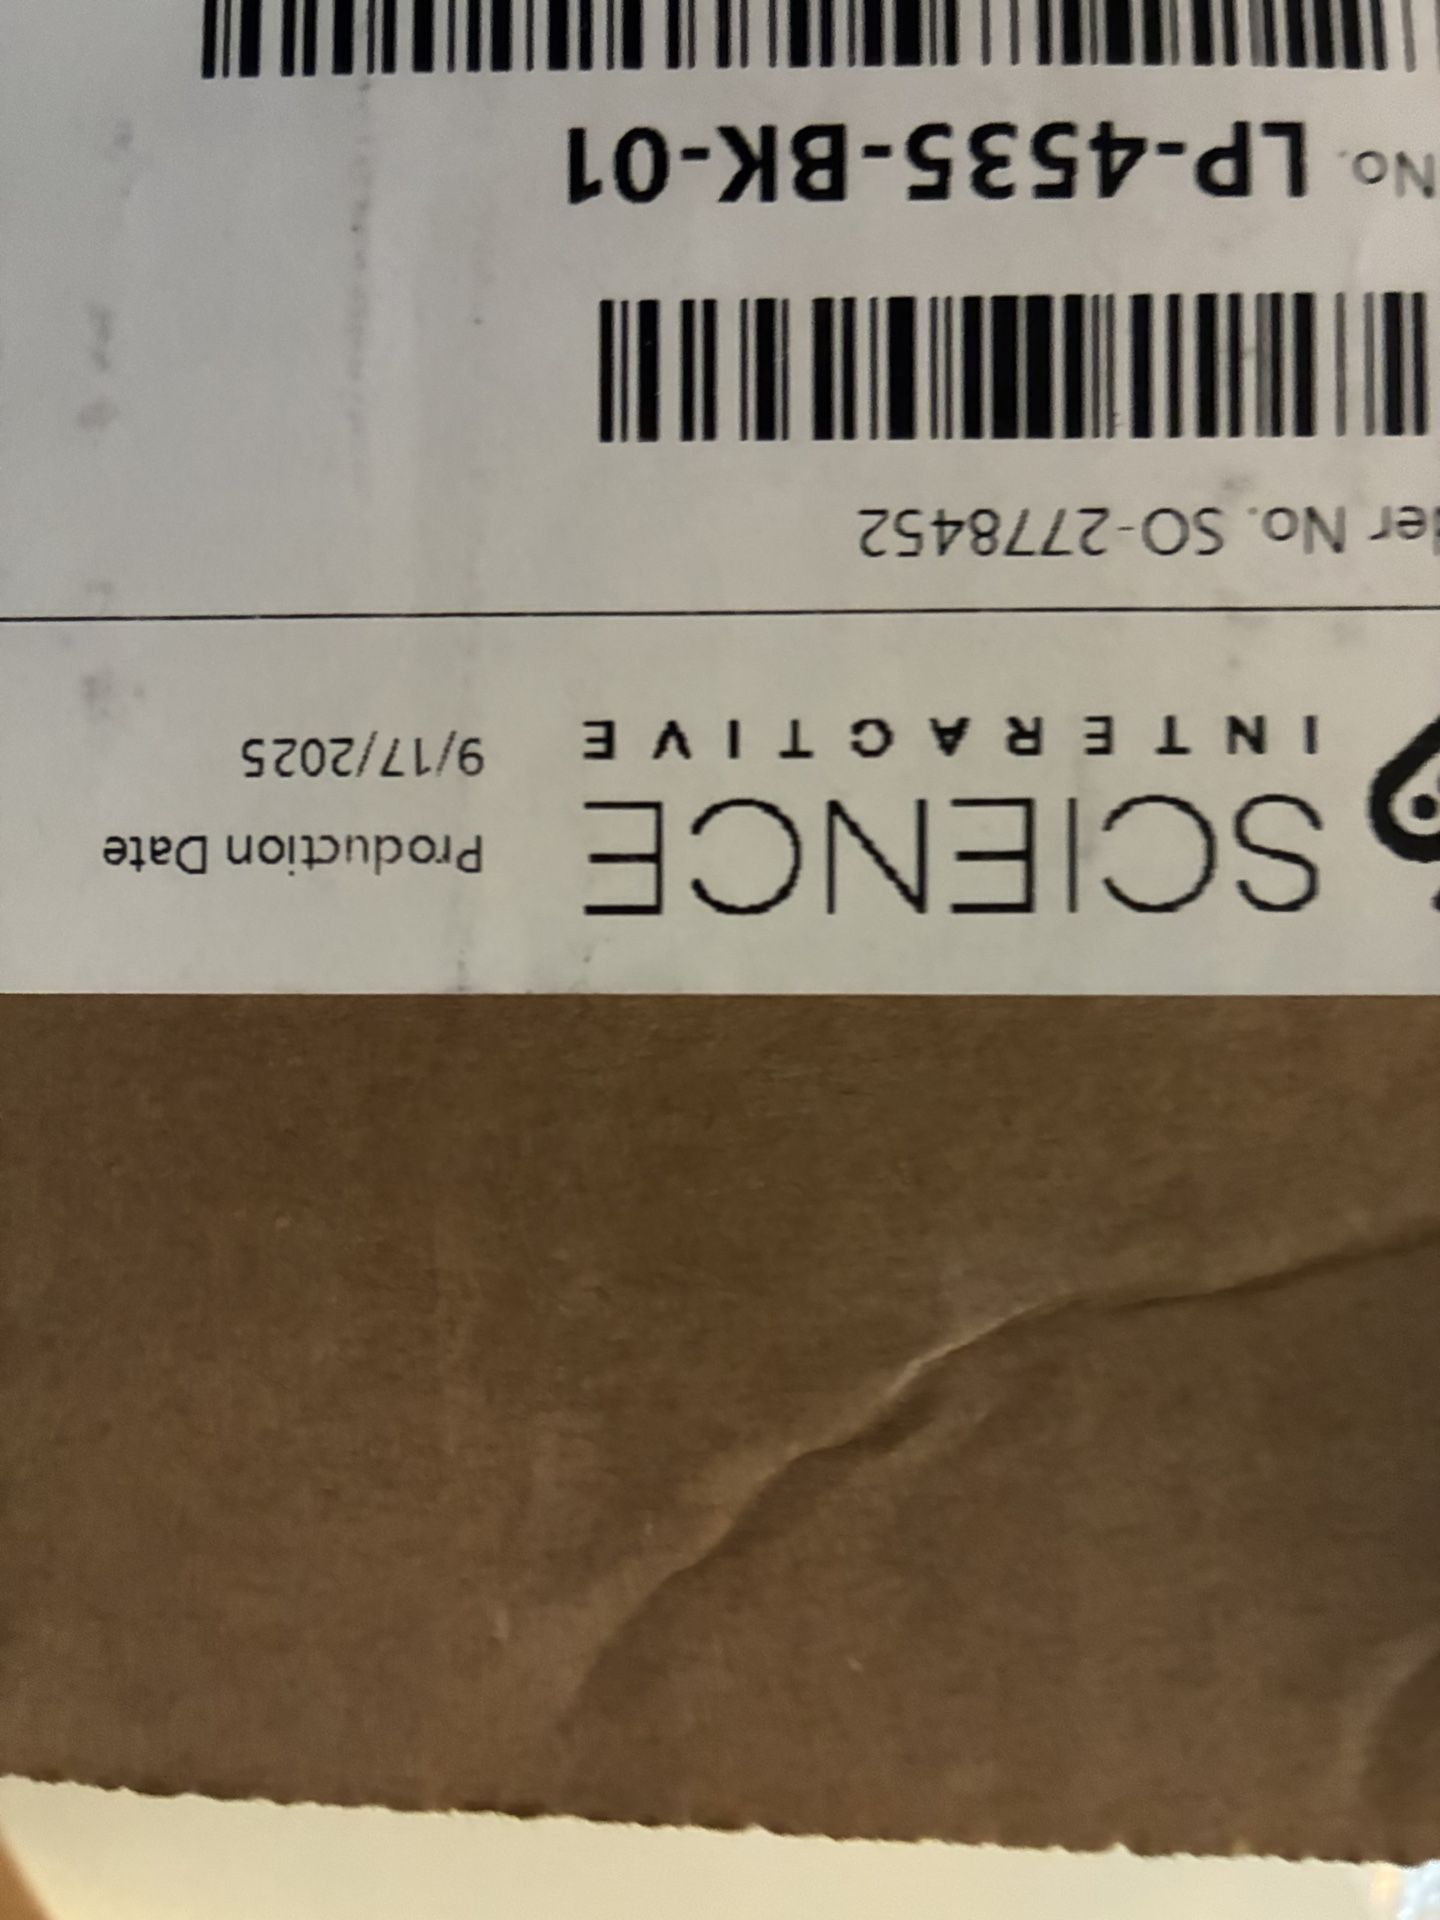 SCIENCE
INTERACTIVE
Production Date
9/17/2025
der No. SO-2778452
No. LP-4535-BK-01